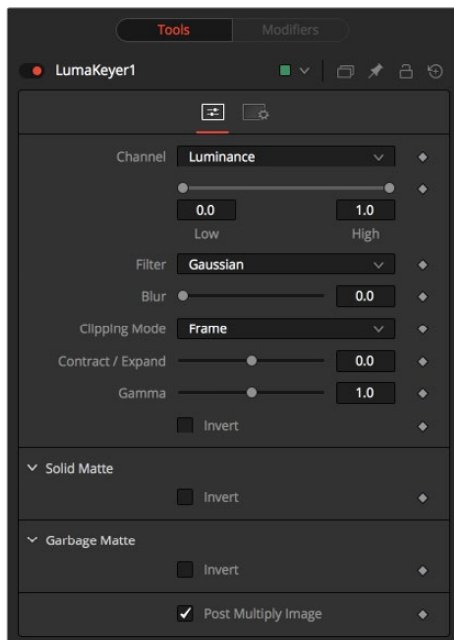 Tools Modifiers
LumaKeyer1
Channel Luminance
0.0 1.0
Low High
Filter Gaussian
Blur 0.0
Clipping Mode Frame
Contract / Expand 0.0
Gamma 1.0
Invert
Solid Matte
Invert
Garbage Matte
Invert
Post Multiply Image